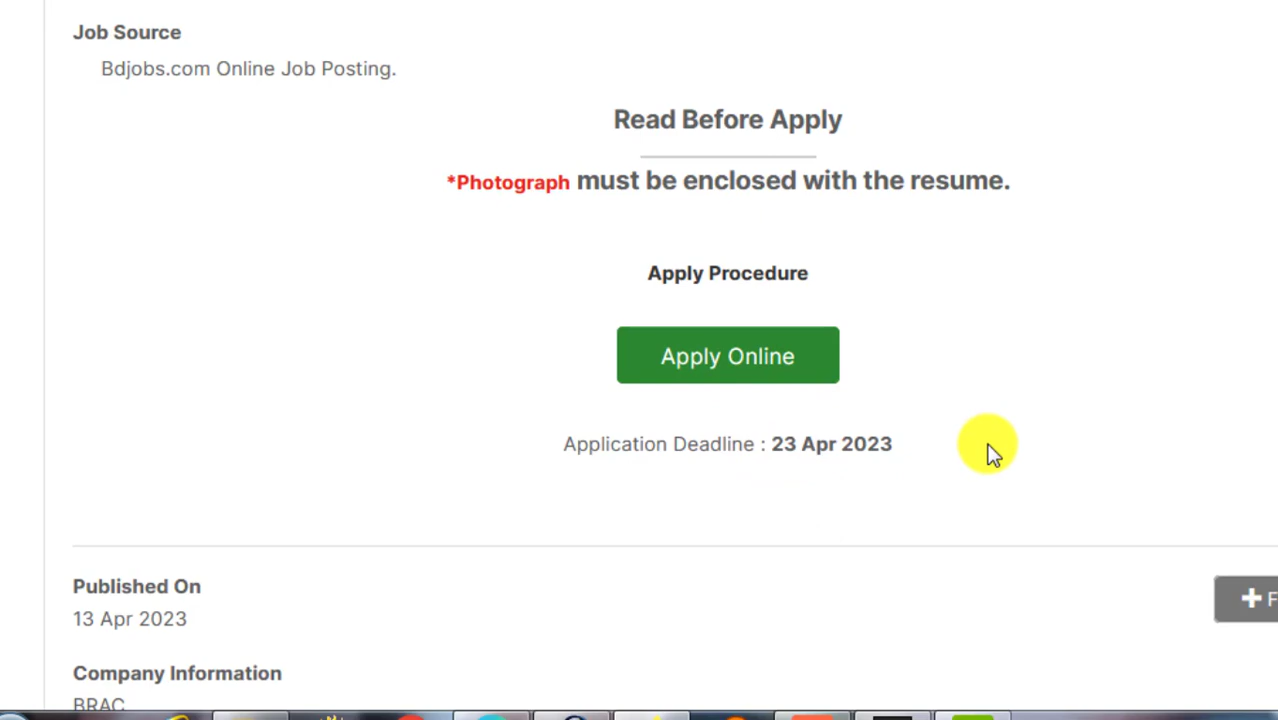 Job Source
Bdjobs.com Online Job Posting.
Read Before Apply
*Photograph must be enclosed with the resume.
Apply Procedure
Apply Online
Application Deadline : 23 Apr 2023
Published On
13 Apr 2023
+ F
Company Information
BRAC